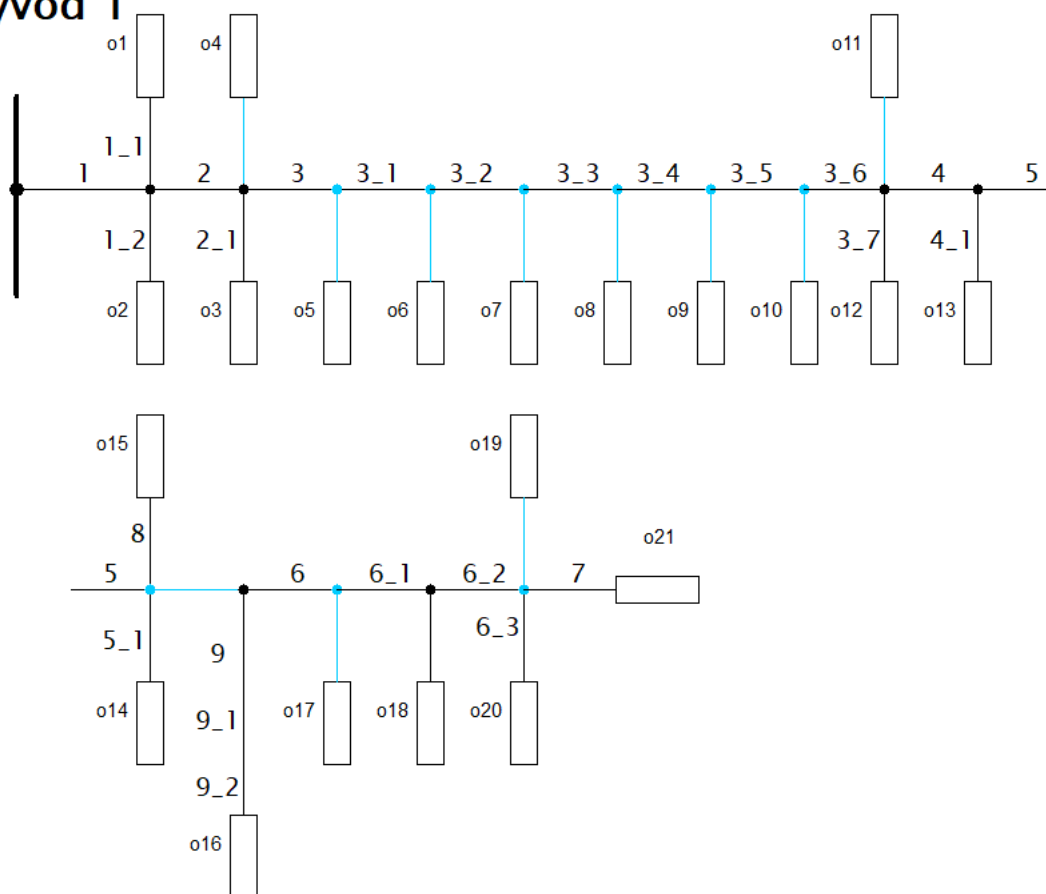 o1 o4 o11
1_1
1 2 3 3_1 3_2 3_3 3_4 3_5 3_6 4 5
1_2 2_1 3_7 4_1
o2 o3 o5 o6 o7 o8 o9 o10 o12 o13
o15 o19
8 o21
5 6 6_1 6_2 7
5_1 9 6_3
o14 9_1 o17 o18 o20
9_2
o16